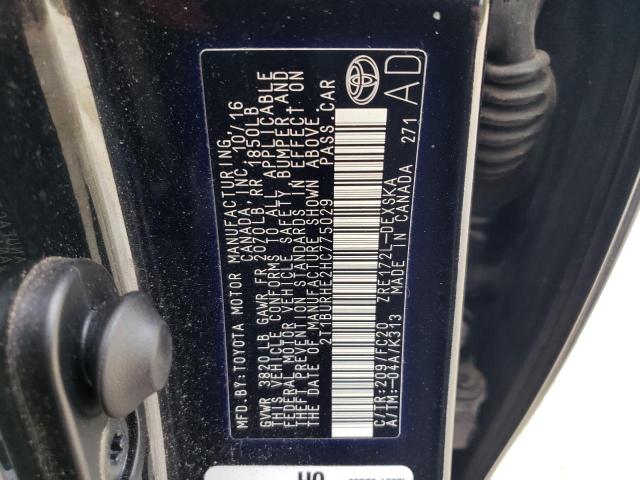 MFD.BY: TOYOTA MOTOR MANUFACTURING
CANADA, INC. 10/16
GVWR 3820 LB GAWR FR 2070 LB RR 1850LB
THIS VEHICLE CONFORMS TO ALL APPLICABLE
FEDERAL MOTOR VEHICLE SAFETY, BUMPER AND
THEFT PREVENTION STANDARDS IN EFFECT ON
THE DATE OF MANUFACTURE SHOWN ABOVE.
2T1BURHE2HC775029 PASS. CAR
C/TR: 209/FC20 ZRE172L-DEXSKA
A/TM: -04A/K313 MADE IN CANADA 271
AD